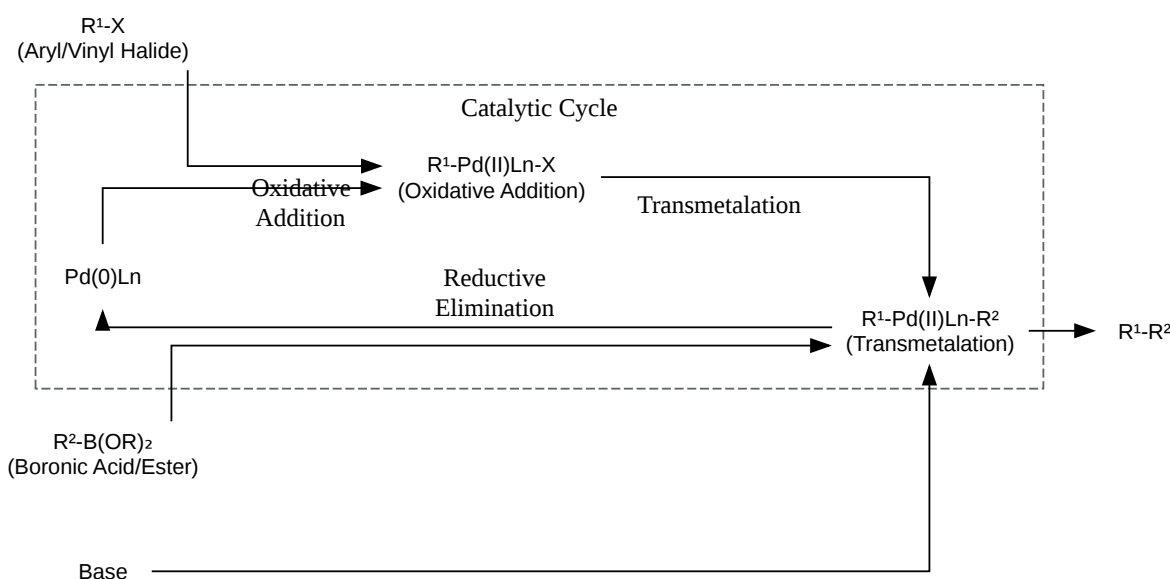 R¹-X
(Aryl/Vinyl Halide)
Catalytic Cycle
R¹-Pd(II)Ln-X
(Oxidative Addition)
Oxidative
Addition
Transmetalation
Pd(0)Ln
Reductive
Elimination
R¹-Pd(II)Ln-R²
(Transmetalation)
R¹-R²
R²-B(OR)₂
(Boronic Acid/Ester)
Base